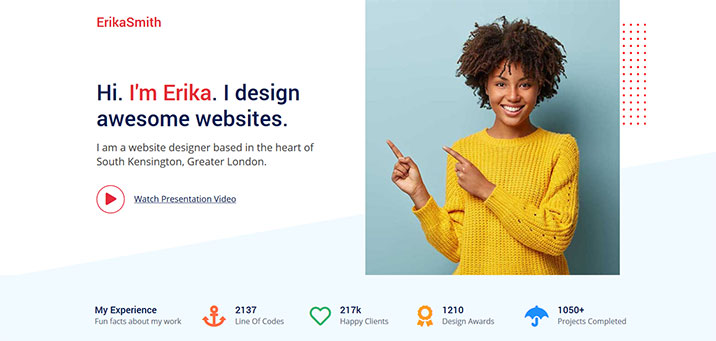 ErikaSmith
Hi. I'm Erika. I design
awesome websites.
I am a website designer based in the heart of
South Kensington, Greater London.
Watch Presentation Video
My Experience
Fun facts about my work
2137
Line Of Codes
217k
Happy Clients
1210
Design Awards
1050+
Projects Completed